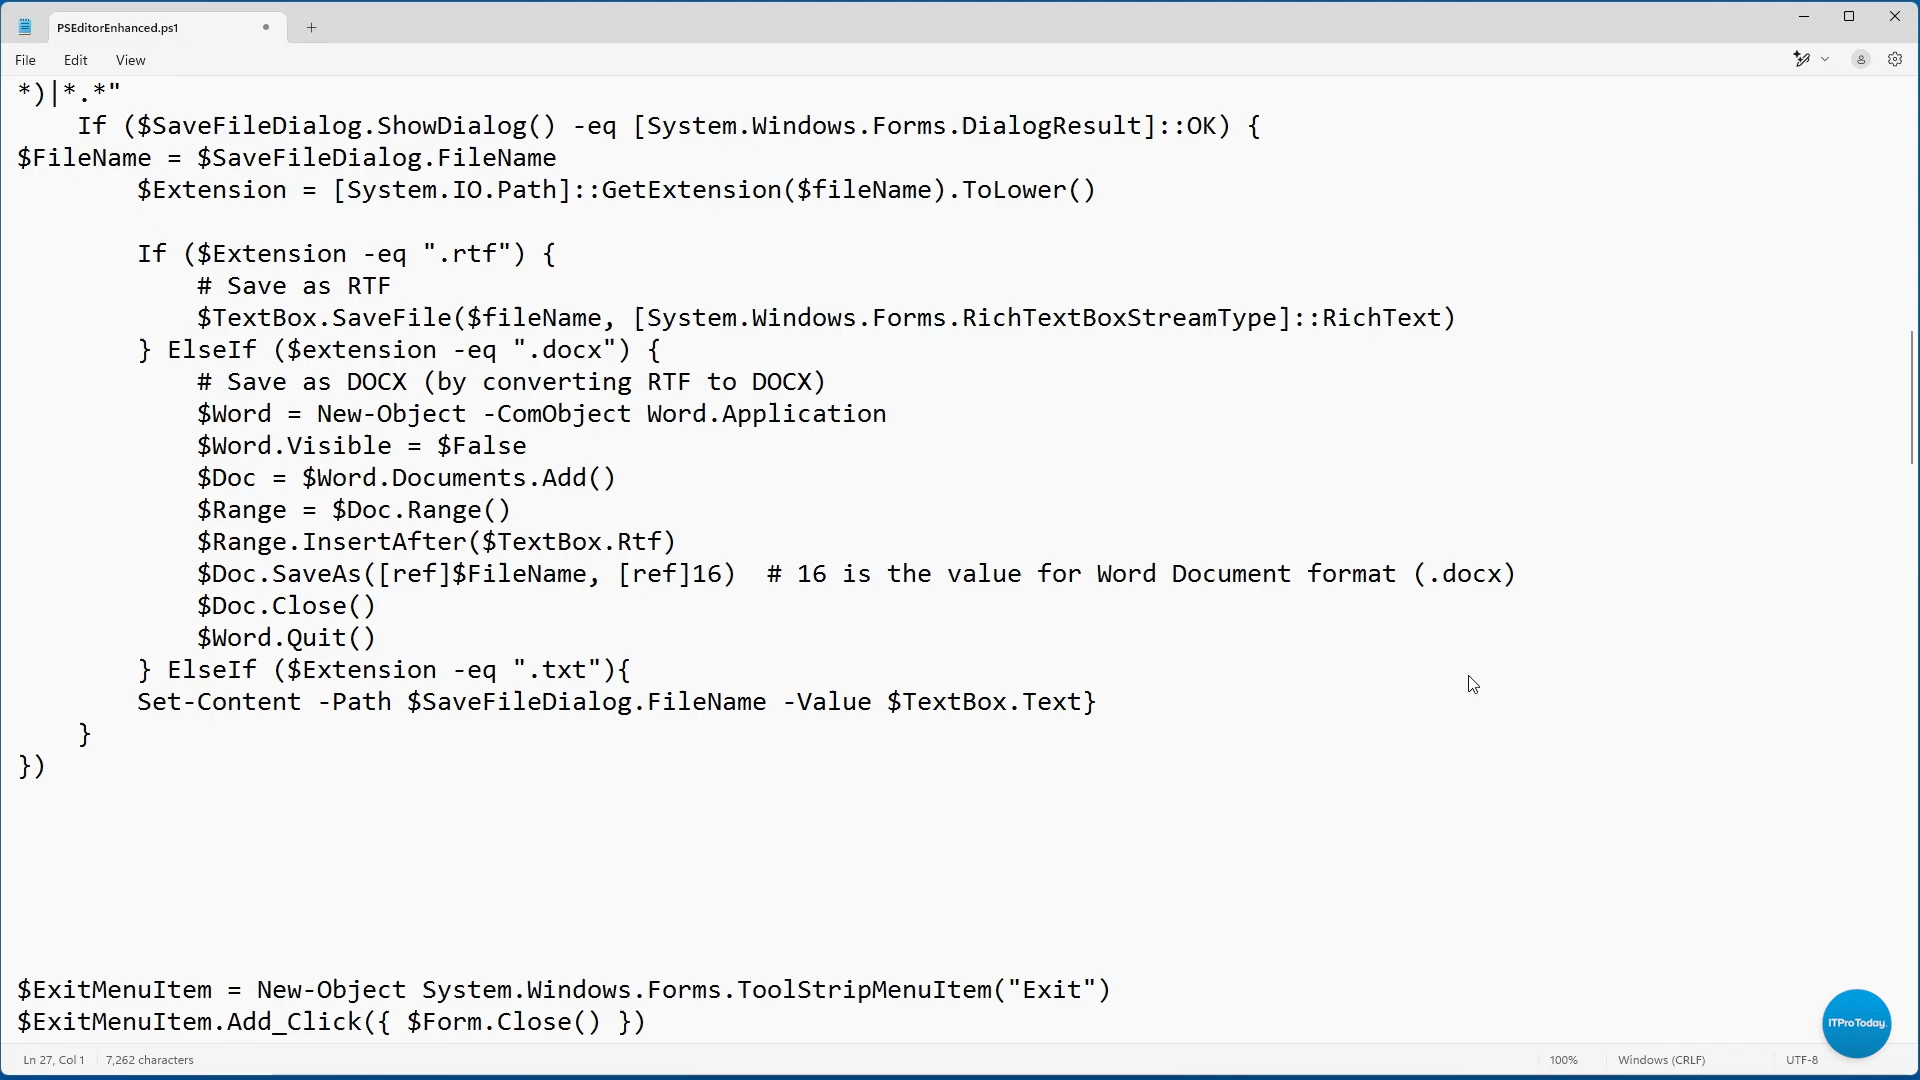 PSEditorEnhanced.ps1
File Edit View
*)|*.*"
    If ($SaveFileDialog.ShowDialog() -eq [System.Windows.Forms.DialogResult]::OK) {
$FileName = $SaveFileDialog.FileName
        $Extension = [System.IO.Path]::GetExtension($fileName).ToLower()
        If ($Extension -eq ".rtf") {
            # Save as RTF
            $TextBox.SaveFile($fileName, [System.Windows.Forms.RichTextBoxStreamType]::RichText)
        } ElseIf ($extension -eq ".docx") {
            # Save as DOCX (by converting RTF to DOCX)
            $Word = New-Object -ComObject Word.Application
            $Word.Visible = $False
            $Doc = $Word.Documents.Add()
            $Range = $Doc.Range()
            $Range.InsertAfter($TextBox.Rtf)
            $Doc.SaveAs([ref]$FileName, [ref]16)  # 16 is the value for Word Document format (.docx)
            $Doc.Close()
            $Word.Quit()
        } ElseIf ($Extension -eq ".txt"){
        Set-Content -Path $SaveFileDialog.FileName -Value $TextBox.Text}
    }
})
$ExitMenuItem = New-Object System.Windows.Forms.ToolStripMenuItem("Exit")
$ExitMenuItem.Add_Click({ $Form.Close() })
ITProToday.
Ln 27, Col 1 7,262 characters 100% Windows (CRLF) UTF-8